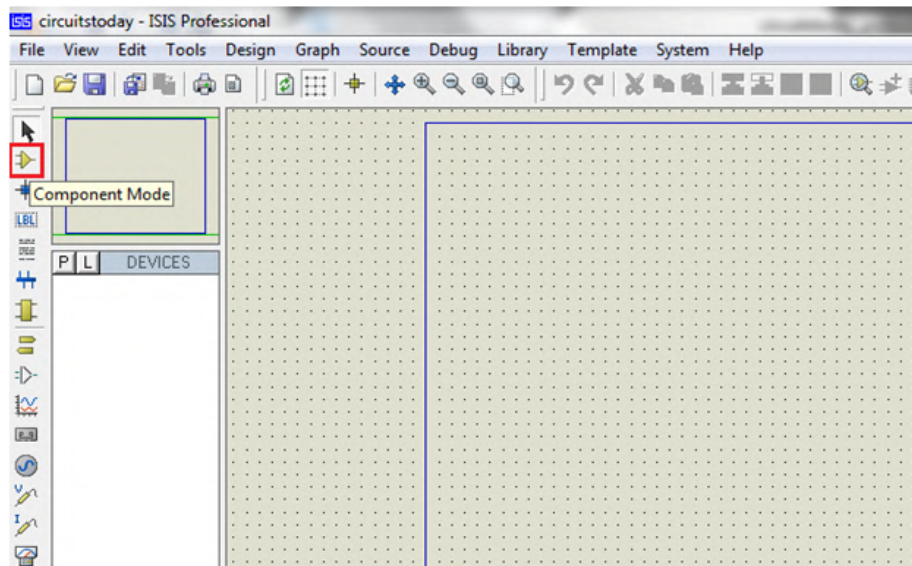 ISIS circuitstoday - ISIS Professional
File View Edit Tools Design Graph Source Debug Library Template System Help
Component Mode
LBL
P L DEVICES
V
I